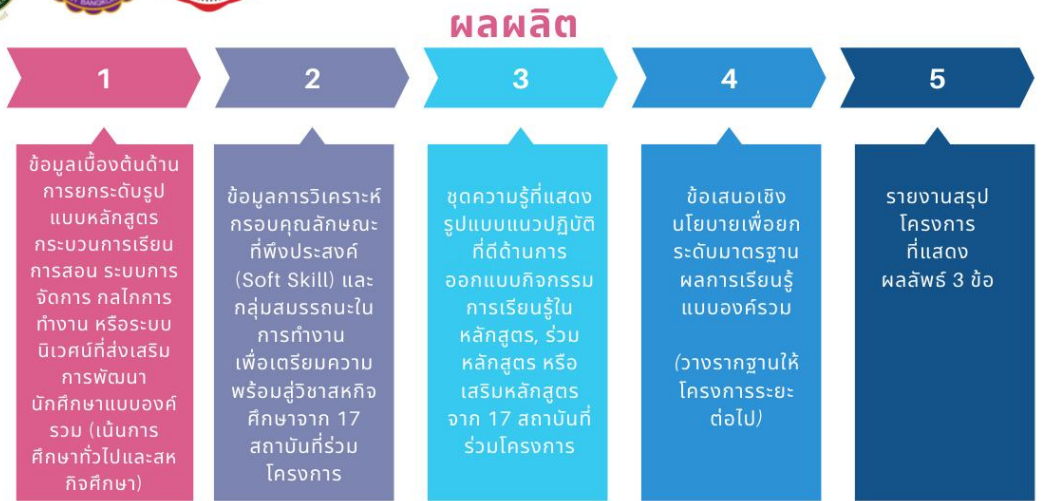 ผลผลิต
1
2
3
4
5
ข้อมูลเบื้องต้นด้าน
การยกระดับรูป
แบบหลักสูตร
กระบวนการเรียน
การสอน ระบบการ
จัดการ กลไกการ
ทำงาน หรือระบบ
นิเวศน์ที่ส่งเสริม
การพัฒนา
นักศึกษาแบบองค์
รวม (เน้นการ
ศึกษาทั่วไปและสห
กิจศึกษา)
ข้อมูลการวิเคราะห์
กรอบคุณลักษณะ
ที่พึงประสงค์
(Soft Skill) และ
กลุ่มสมรรถนะใน
การทำงาน
เพื่อเตรียมความ
พร้อมสู่วิชาสหกิจ
ศึกษาจาก 17
สถาบันที่ร่วม
โครงการ
ชุดความรู้ที่แสดง
รูปแบบแนวปฏิบัติ
ที่ดีด้านการ
ออกแบบกิจกรรม
การเรียนรู้ใน
หลักสูตร, ร่วม
หลักสูตร หรือ
เสริมหลักสูตร
จาก 17 สถาบันที่
ร่วมโครงการ
ข้อเสนอเชิง
นโยบายเพื่อยก
ระดับมาตรฐาน
ผลการเรียนรู้
แบบองค์รวม
(วางรากฐานให้
โครงการระยะ
ต่อไป)
รายงานสรุป
โครงการ
ที่แสดง
ผลลัพธ์ 3 ข้อ